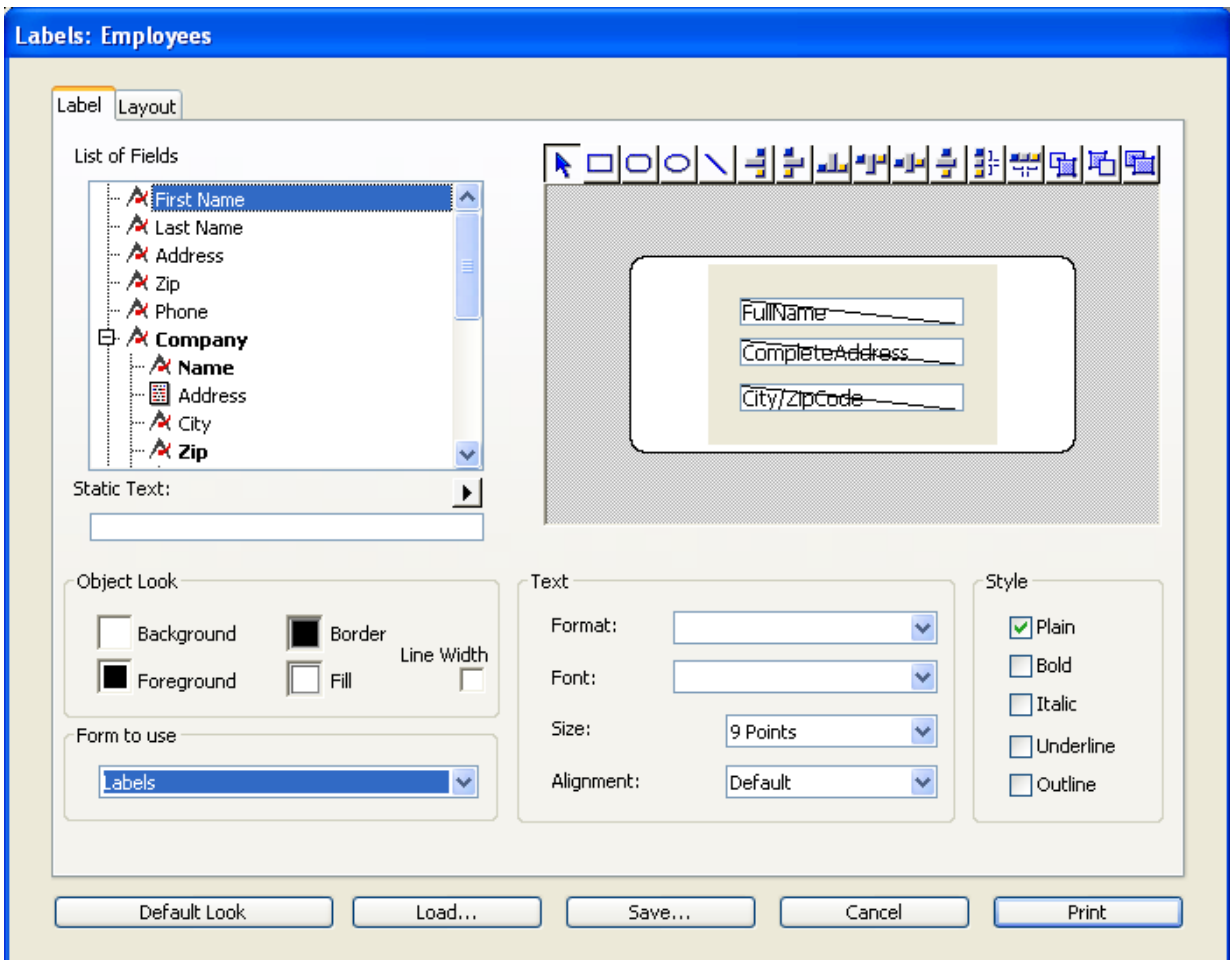 Labels: Employees
Label
Layout
List of Fields
First Name
Last Name
Address
Zip
Phone
Company
Name
Address
City
Zip
Static Text:
FullName
CompleteAddress
City/ZipCode
Object Look
Background
Border
Line Width
Foreground
Fill
Form to use
Labels
Text
Format:
Font:
Size:
9 Points
Alignment:
Default
Style
Plain
Bold
Italic
Underline
Outline
Default Look
Load...
Save...
Cancel
Print